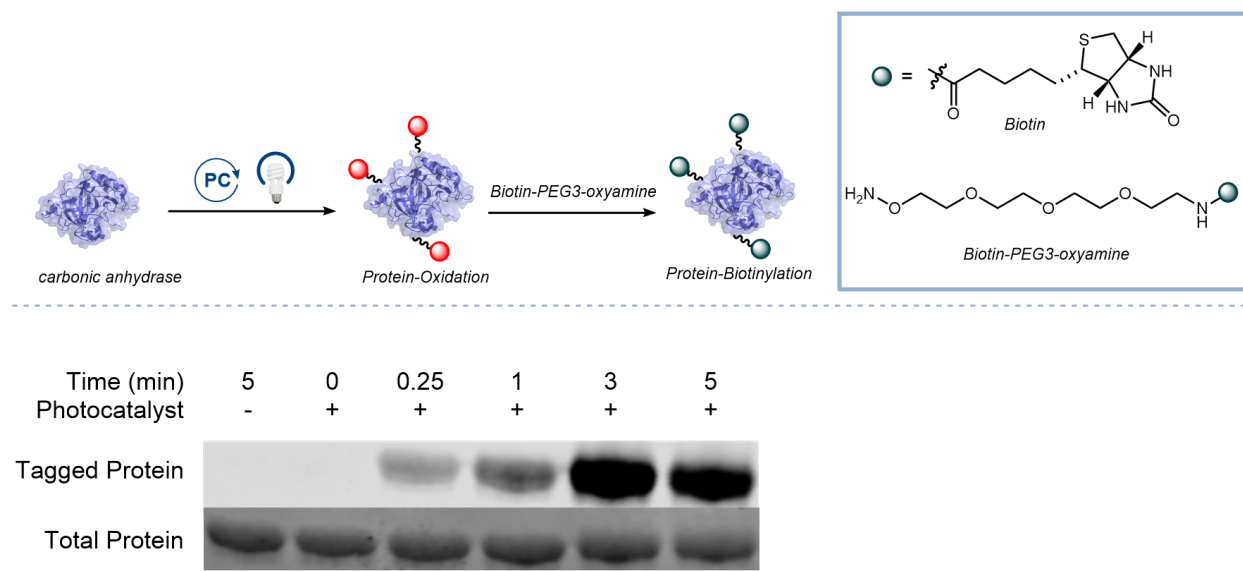 PC
Biotin-PEG3-oxyamine
carbonic anhydrase
Protein-Oxidation
Protein-Biotinylation
=
S
H
NH
H
HN
O
O
Biotin
H₂N
O
O
O
O
N
H
Biotin-PEG3-oxyamine
Time (min) 5 0 0.25 1 3 5
Photocatalyst - + + + + +
Tagged Protein
Total Protein